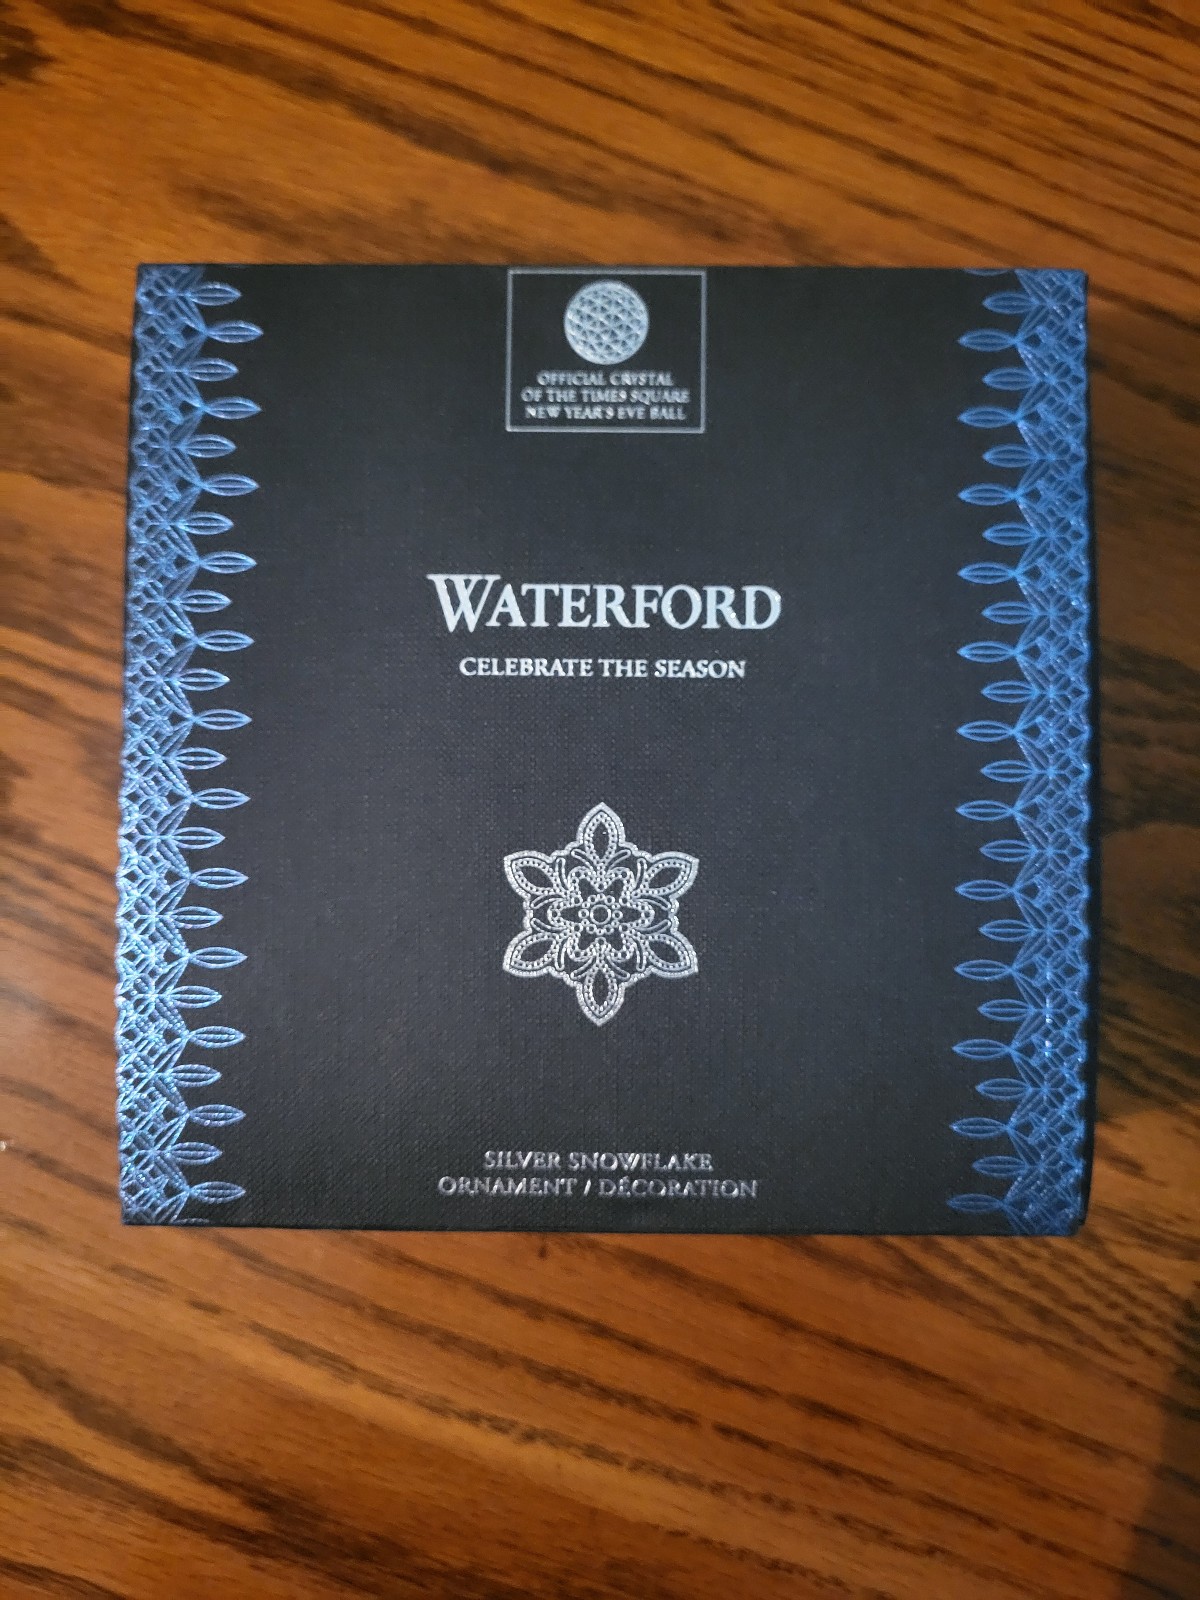 OFFICIAL CRYSTAL
OF THE TIMES SQUARE
NEW YEAR'S EVE BALL
WATERFORD
CELEBRATE THE SEASON
SILVER SNOWFLAKE
ORNAMENT / DÉCORATION